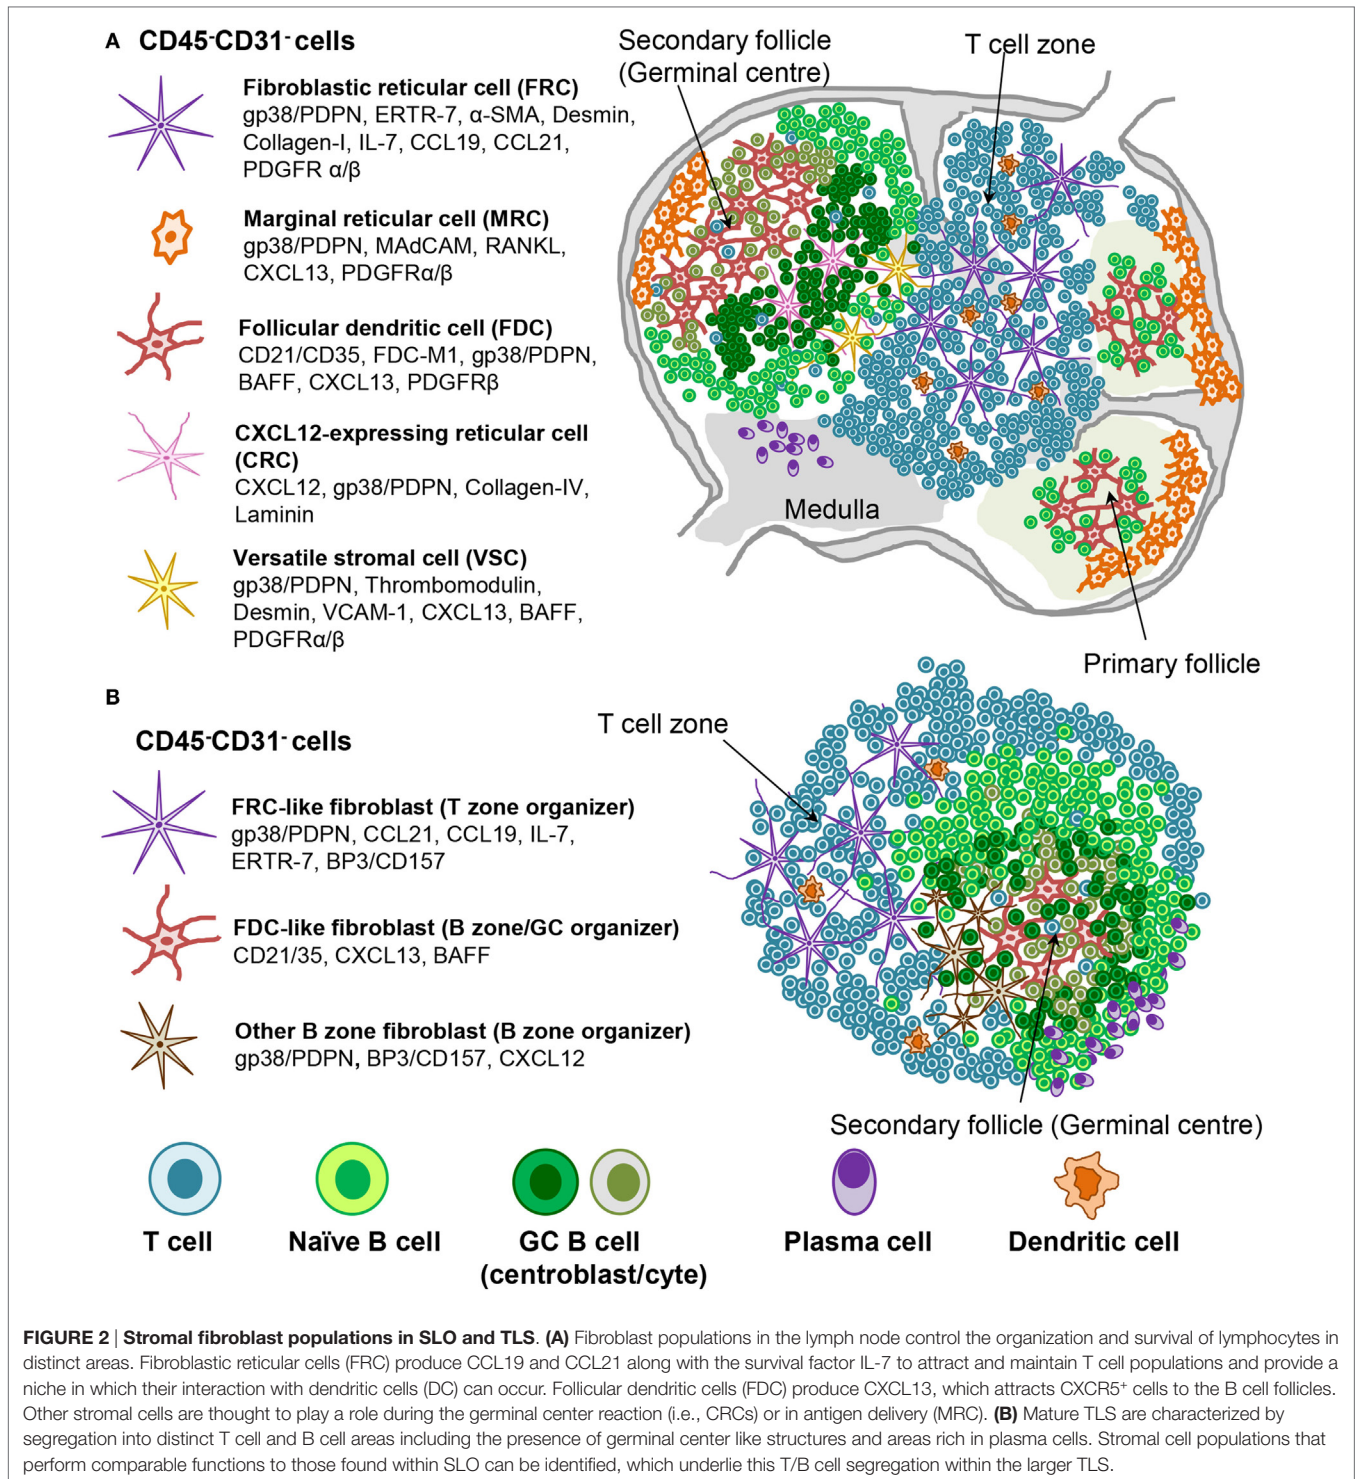 A CD45-CD31- cells
Fibroblastic reticular cell (FRC)
gp38/PDPN, ERTR-7, α-SMA, Desmin,
Collagen-I, IL-7, CCL19, CCL21,
PDGFR α/β
Marginal reticular cell (MRC)
gp38/PDPN, MAdCAM, RANKL,
CXCL13, PDGFRα/β
Follicular dendritic cell (FDC)
CD21/CD35, FDC-M1, gp38/PDPN,
BAFF, CXCL13, PDGFRβ
CXCL12-expressing reticular cell
(CRC)
CXCL12, gp38/PDPN, Collagen-IV,
Laminin
Versatile stromal cell (VSC)
gp38/PDPN, Thrombomodulin,
Desmin, VCAM-1, CXCL13, BAFF,
PDGFRα/β
Secondary follicle
(Germinal centre)
T cell zone
Medulla
Primary follicle
B
CD45-CD31- cells
FRC-like fibroblast (T zone organizer)
gp38/PDPN, CCL21, CCL19, IL-7,
ERTR-7, BP3/CD157
FDC-like fibroblast (B zone/GC organizer)
CD21/35, CXCL13, BAFF
Other B zone fibroblast (B zone organizer)
gp38/PDPN, BP3/CD157, CXCL12
T cell zone
Secondary follicle (Germinal centre)
T cell
Naïve B cell
GC B cell
(centroblast/cyte)
Plasma cell
Dendritic cell
FIGURE 2 | Stromal fibroblast populations in SLO and TLS. (A) Fibroblast populations in the lymph node control the organization and survival of lymphocytes in
distinct areas. Fibroblastic reticular cells (FRC) produce CCL19 and CCL21 along with the survival factor IL-7 to attract and maintain T cell populations and provide a
niche in which their interaction with dendritic cells (DC) can occur. Follicular dendritic cells (FDC) produce CXCL13, which attracts CXCR5+ cells to the B cell follicles.
Other stromal cells are thought to play a role during the germinal center reaction (i.e., CRCs) or in antigen delivery (MRC). (B) Mature TLS are characterized by
segregation into distinct T cell and B cell areas including the presence of germinal center like structures and areas rich in plasma cells. Stromal cell populations that
perform comparable functions to those found within SLO can be identified, which underlie this T/B cell segregation within the larger TLS.